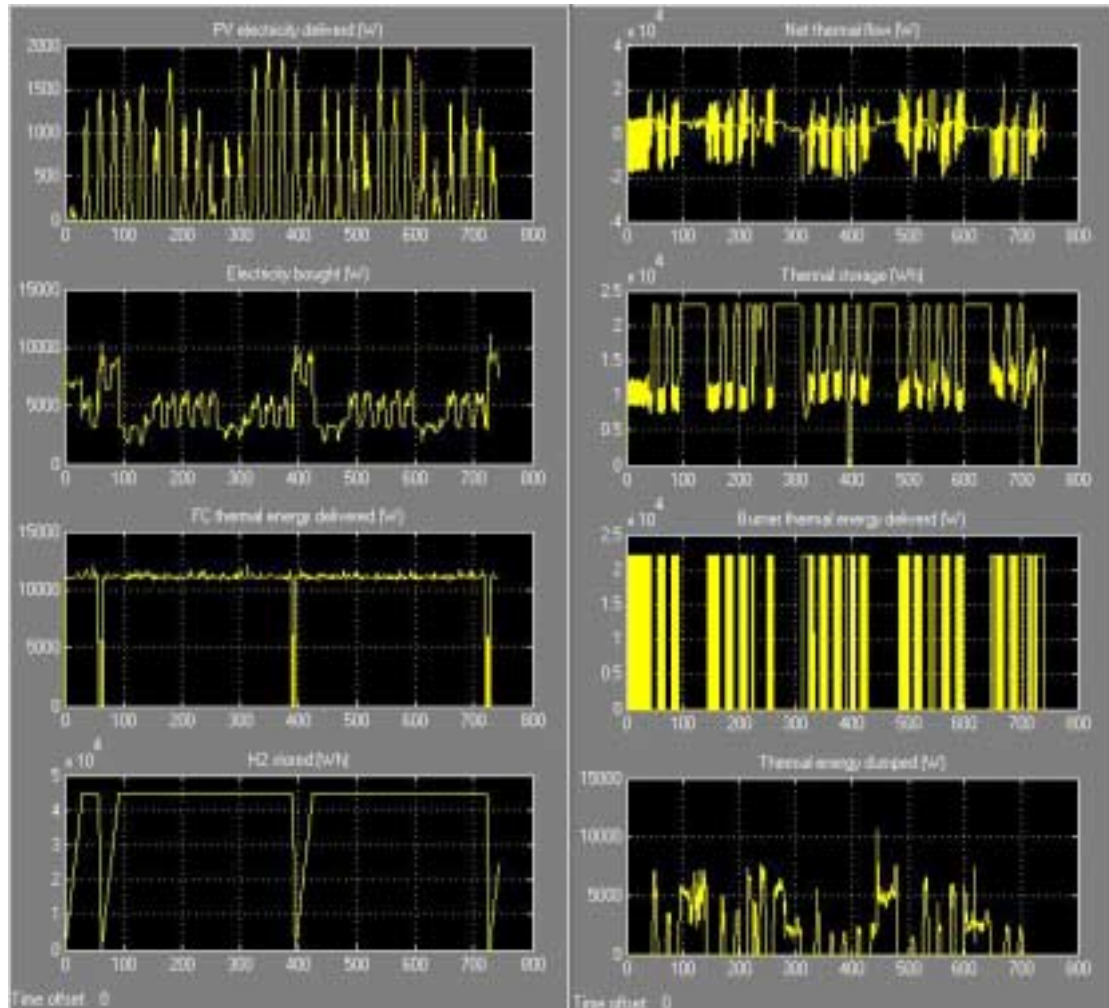 PV electricity delivered (W)
2000
1500
1000
500
0
0 100 200 300 400 500 600 700 800
Electricity bought (W)
15000
10000
5000
0
0 100 200 300 400 500 600 700 800
FC thermal energy delivered (W)
15000
10000
5000
0
0 100 200 300 400 500 600 700 800
x 10
4
H2 stored (Wh)
5
4
3
2
1
0
0 100 200 300 400 500 600 700 800
Time offset: 0
x 10
4
Net thermal flow (W)
4
2
0
-2
-4
0 100 200 300 400 500 600 700 800
x 10
4
Thermal storage (Wh)
2.5
2
1.5
1
0.5
0
0 100 200 300 400 500 600 700 800
x 10
4
Burner thermal energy deliverd (W)
2.5
2
1.5
1
0.5
0
0 100 200 300 400 500 600 700 800
Thermal energy dumped (W)
15000
10000
5000
0
0 100 200 300 400 500 600 700 800
Time offset: 0